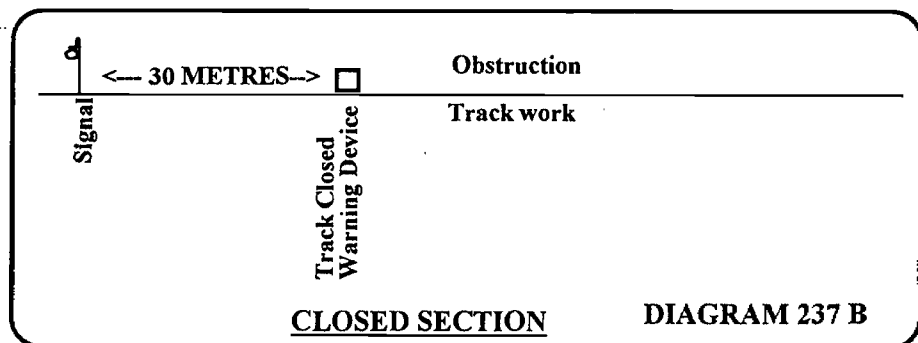 Obstruction
<--- 30 METRES-->
Track work
Signal
Track Closed
Warning Device
CLOSED SECTION
DIAGRAM 237 B